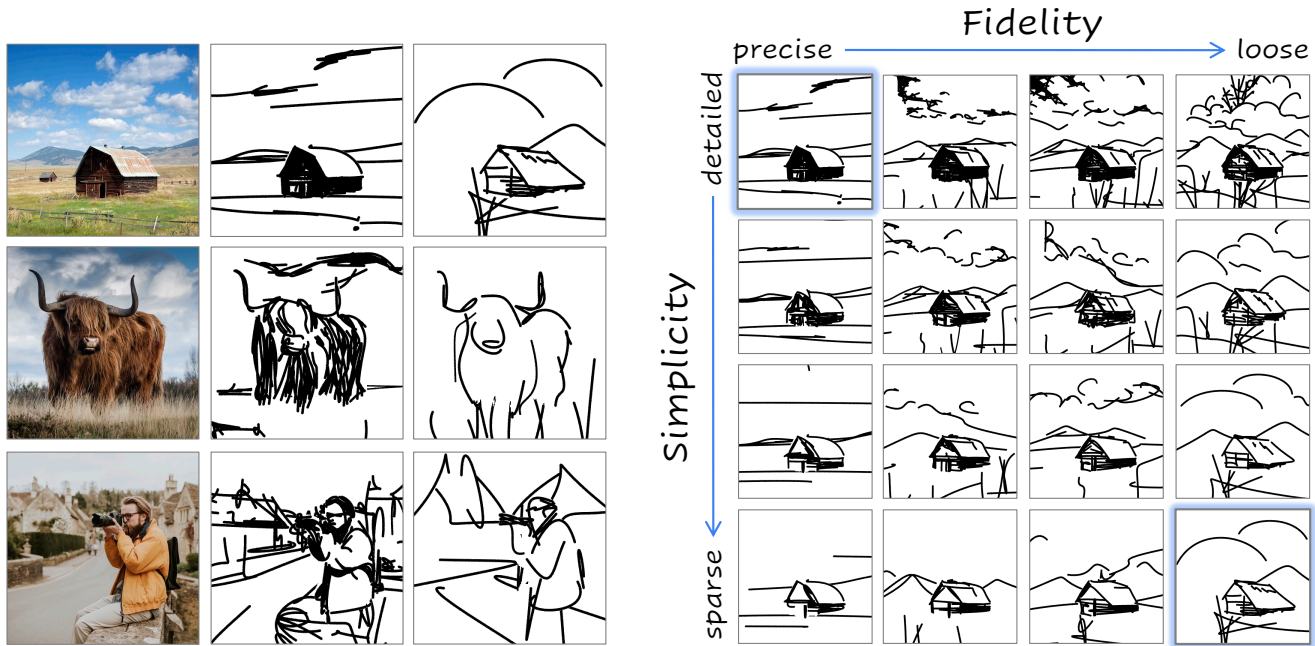 Fidelity
precise
loose
detailed
Simplicity
sparse